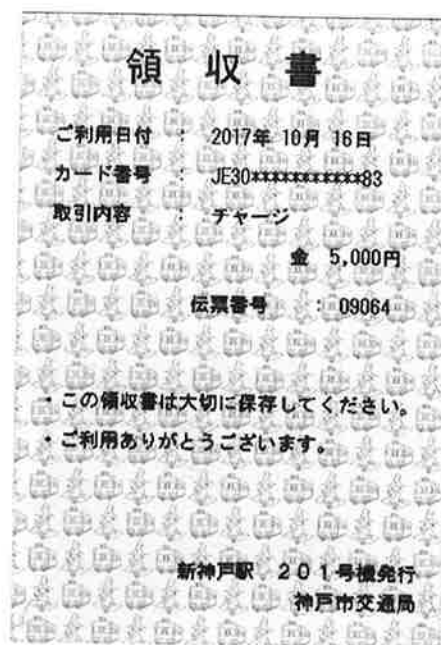 領収書
ご利用日付 : 2017年 10月 16日
カード番号 : JE30***********83
取引内容 : チャージ
金 5,000円
伝票番号 : 09064
・この領収書は大切に保存してください。
・ご利用ありがとうございます。
新神戸駅 201号機発行
神戸市交通局